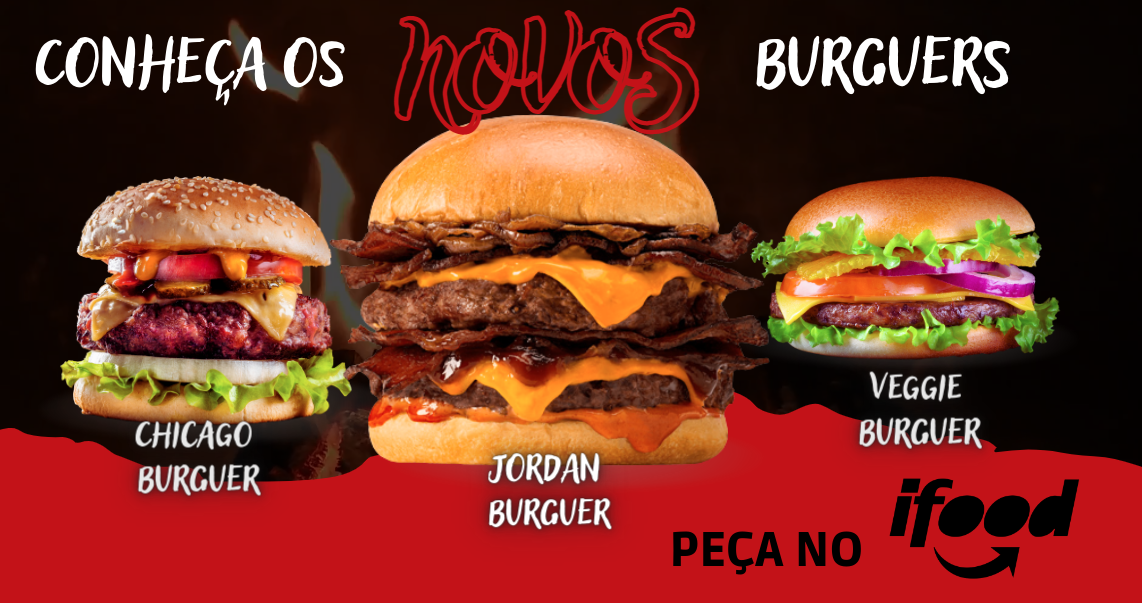 CONHEÇA OS NOVOS BURGUERS
CHICAGO
BURGUER
JORDAN
BURGUER
VEGGIE
BURGUER
PEÇA NO ifood